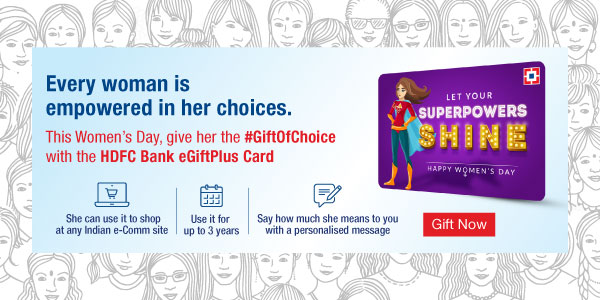 Every woman is
empowered in her choices.
This Women's Day, give her the #GiftOfChoice
with the HDFC Bank eGiftPlus Card
She can use it to shop
at any Indian e-Comm site
Use it for
up to 3 years
Say how much she means to you
with a personalised message
LET YOUR
SUPERPOWERS
SHINE
HAPPY WOMEN'S DAY
Gift Now